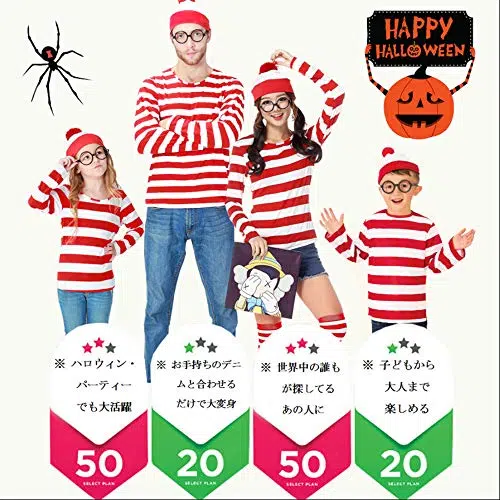 HAPPY
HALLOWEEN
※ ハロウィン・
パーティー
でも大活躍
50
SELECT PLAN
※ お手持ちのデニ
ムと合わせる
だけで大変身
20
SELECT PLAN
※ 世界中の誰も
が探してる
あの人に
50
SELECT PLAN
※ 子どもから
大人まで
楽しめる
20
SELECT PLAN